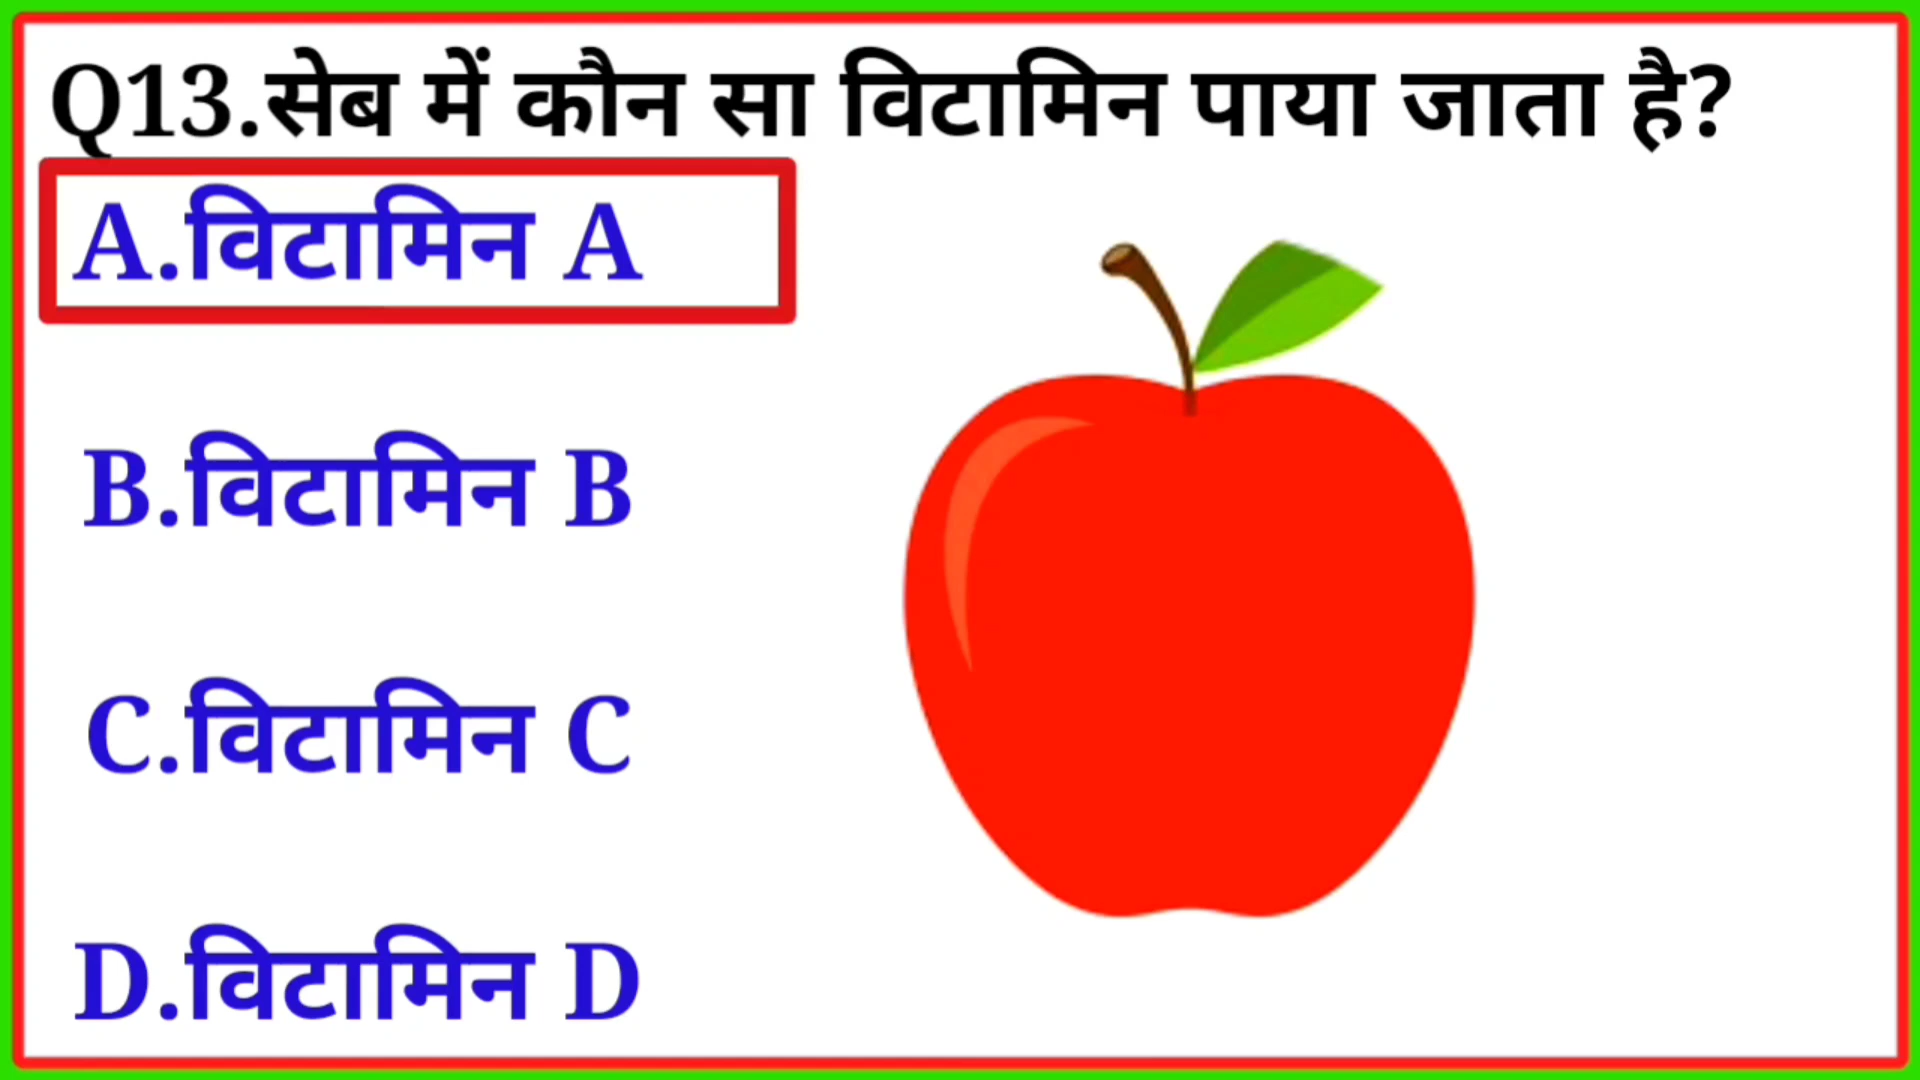 Q13.सेब में कौन सा विटामिन पाया जाता है?
A.विटामिन A
B.विटामिन B
C.विटामिन C
D.विटामिन D